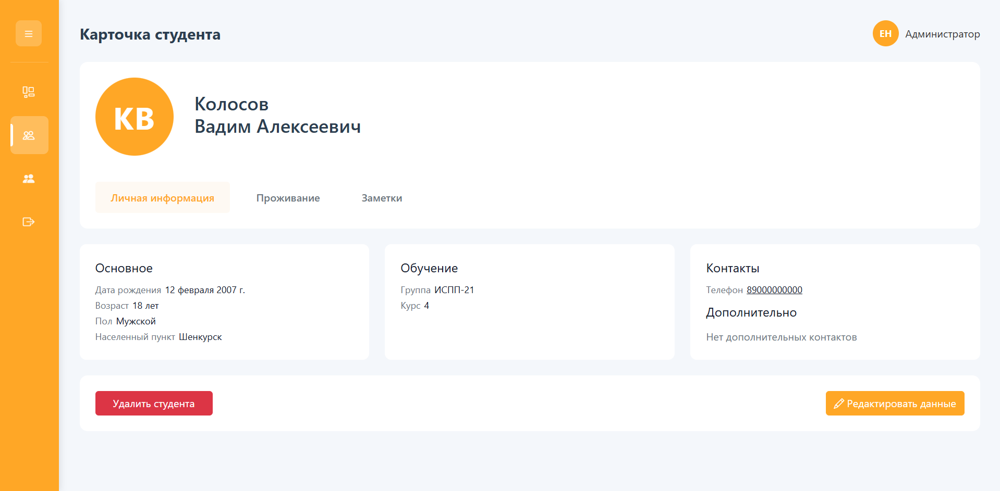 Карточка студента
ЕН Администратор
КВ
Колосов
Вадим Алексеевич
Личная информация Проживание Заметки
Основное
Дата рождения 12 февраля 2007 г.
Возраст 18 лет
Пол Мужской
Населенный пункт Шенкурск
Обучение
Группа ИСПП-21
Курс 4
Контакты
Телефон 89000000000
Дополнительно
Нет дополнительных контактов
Удалить студента
Редактировать данные